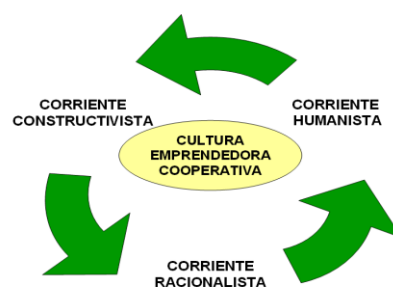 CORRIENTE
CONSTRUCTIVISTA
CORRIENTE
HUMANISTA
CULTURA
EMPRENDEDORA
COOPERATIVA
CORRIENTE
RACIONALISTA